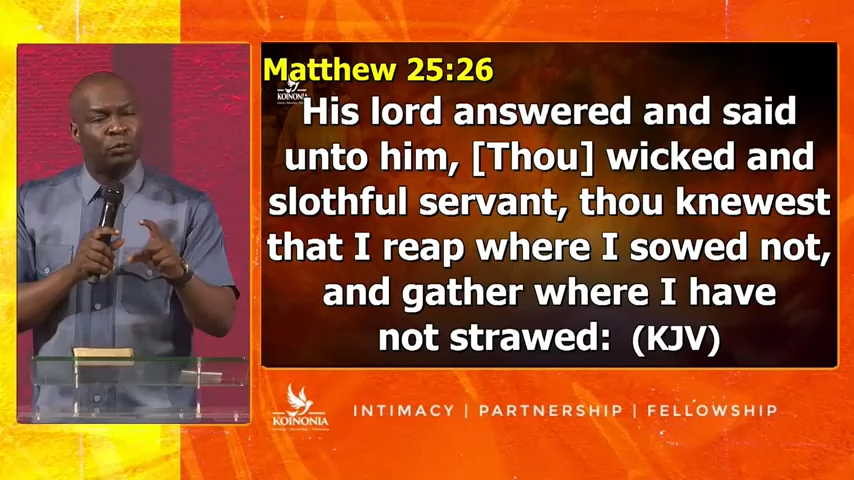 Matthew 25:26
KOINONIA
His lord answered and said
unto him, [Thou] wicked and
slothful servant, thou knewest
that I reap where I sowed not,
and gather where I have
not strawed: (KJV)
KOINONIA
INTIMACY | PARTNERSHIP | FELLOWSHIP